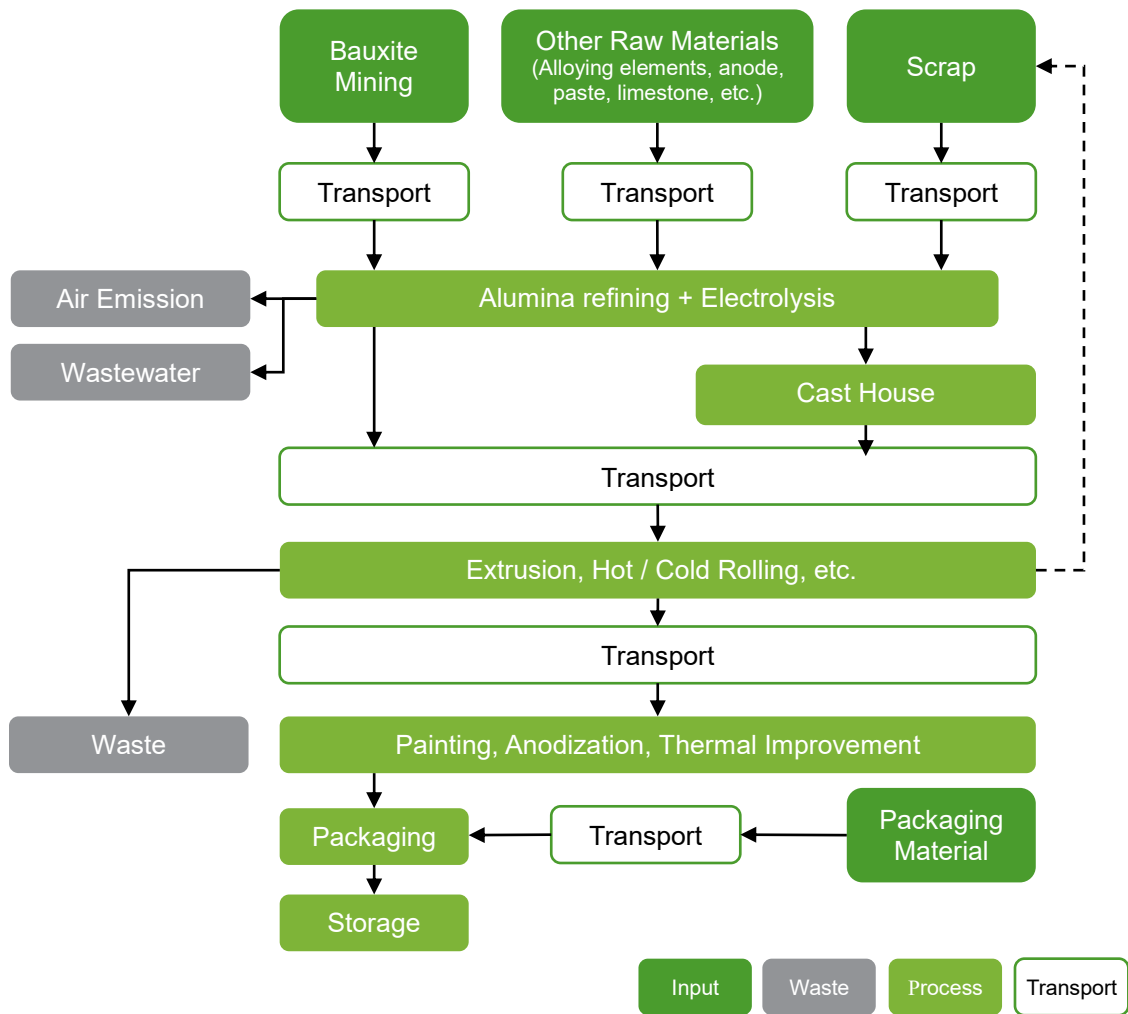 Bauxite
Mining
Other Raw Materials
(Alloying elements, anode,
paste, limestone, etc.)
Scrap
Transport
Transport
Transport
Air Emission
Alumina refining + Electrolysis
Wastewater
Cast House
Transport
Extrusion, Hot / Cold Rolling, etc.
Transport
Waste
Painting, Anodization, Thermal Improvement
Packaging
Transport
Packaging
Material
Storage
Input
Waste
Process
Transport